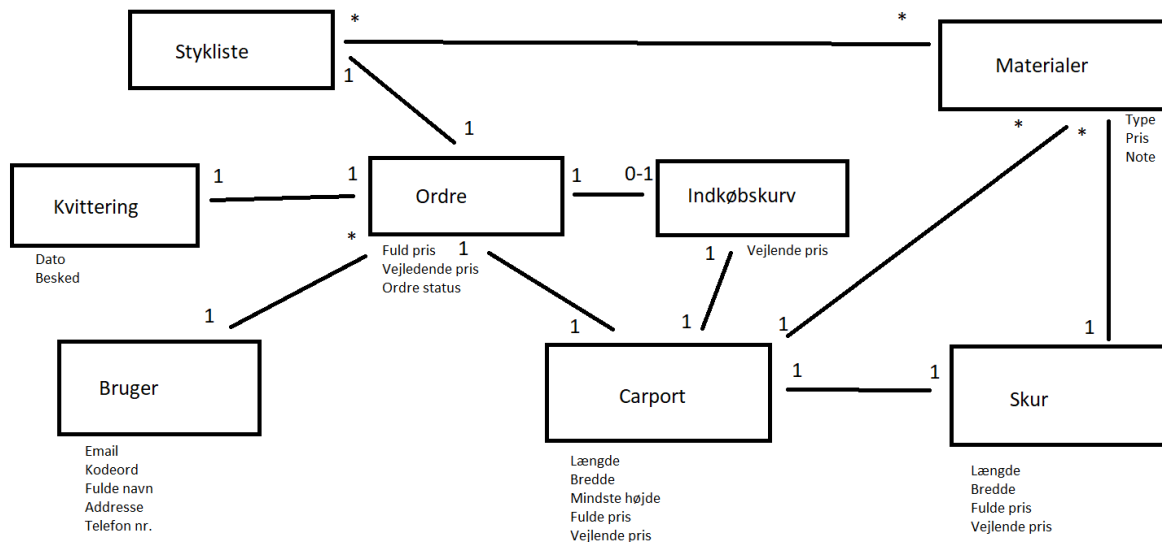 *
*
Stykliste
Materialer
1
1
*
*
Type
Pris
Note
1
1
1
0-1
Kvittering
Ordre
Indkøbskurv
Dato
Besked
*
1
Fuld pris
Vejledende pris
Ordre status
1
Vejlende pris
1
1
1
1
1
Bruger
1
1
Carport
Skur
Email
Kodeord
Fulde navn
Addresse
Telefon nr.
Længde
Bredde
Mindste højde
Fulde pris
Vejlende pris
Længde
Bredde
Fulde pris
Vejlende pris